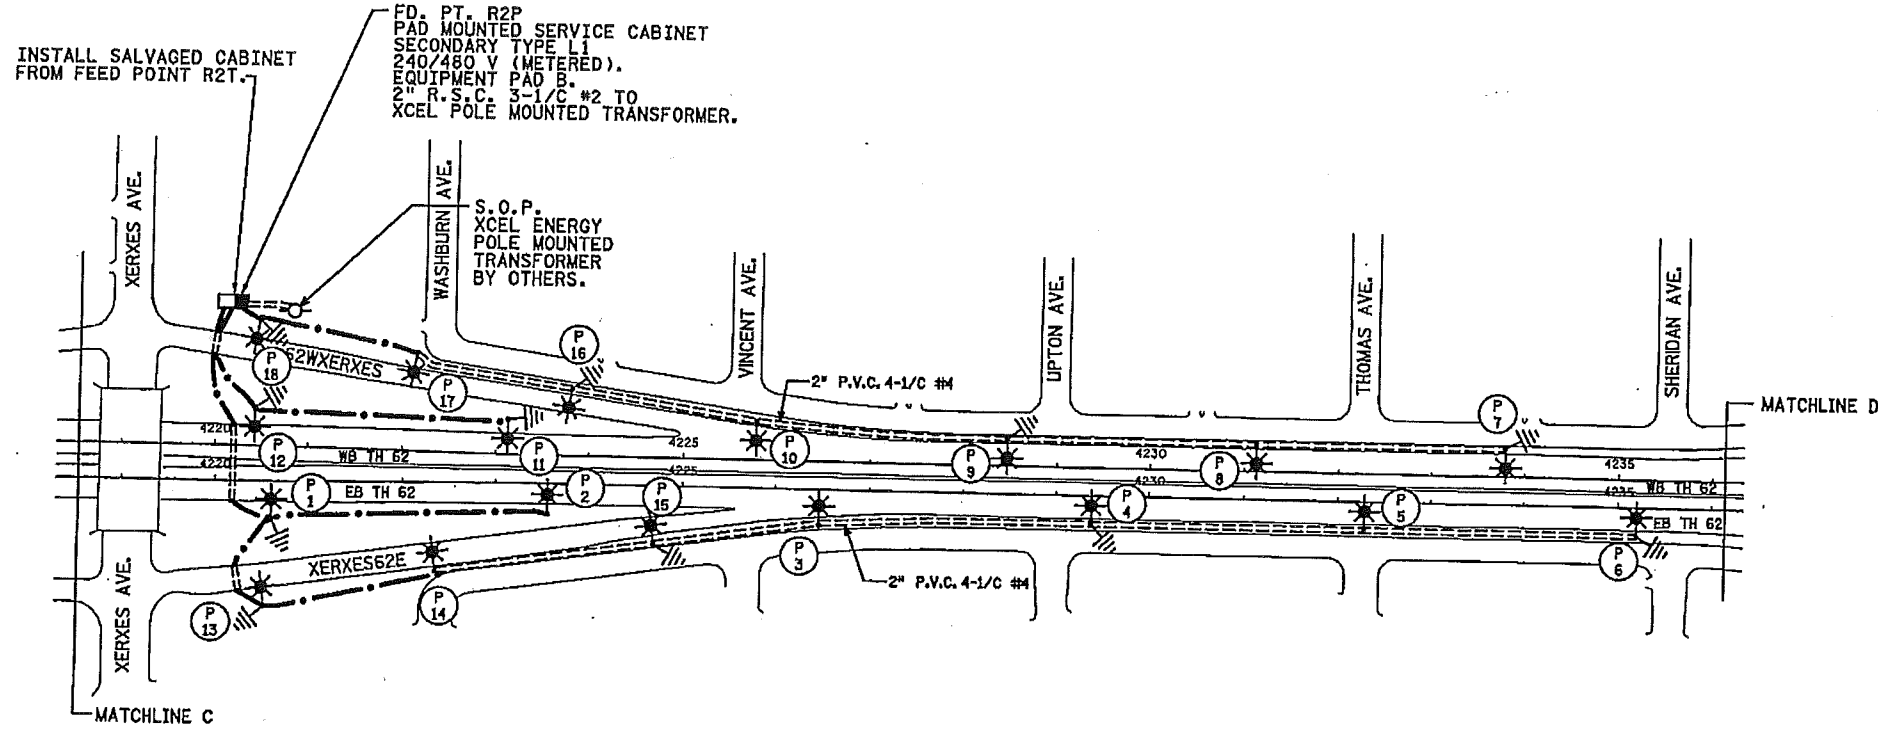 FD. PT. R2P
PAD MOUNTED SERVICE CABINET
SECONDARY TYPE L1
240/480 V (METERED).
EQUIPMENT PAD B.
2" R.S.C. 3-1/C #2 TO
XCEL POLE MOUNTED TRANSFORMER.
INSTALL SALVAGED CABINET
FROM FEED POINT R2T.
S.O.P.
XCEL ENERGY
POLE MOUNTED
TRANSFORMER
BY OTHERS.
XERXES AVE.
WASHBURN AVE.
VINCENT AVE.
UPTON AVE.
THOMAS AVE.
SHERIDAN AVE.
P
16
P
18
62WXERXES
P
17
2" P.V.C. 4-1/C #4
P
7
MATCHLINE D
4220
4225
P
10
P
12
WB TH 62
P
11
P
9
4230
P
8
4235
4220
4225
4230
4235
WB TH 62
P
1
EB TH 62
P
2
P
15
P
4
P
5
EB TH 62
P
3
P
6
XERXES62E
2" P.V.C. 4-1/C #4
P
13
P
14
XERXES AVE.
MATCHLINE C